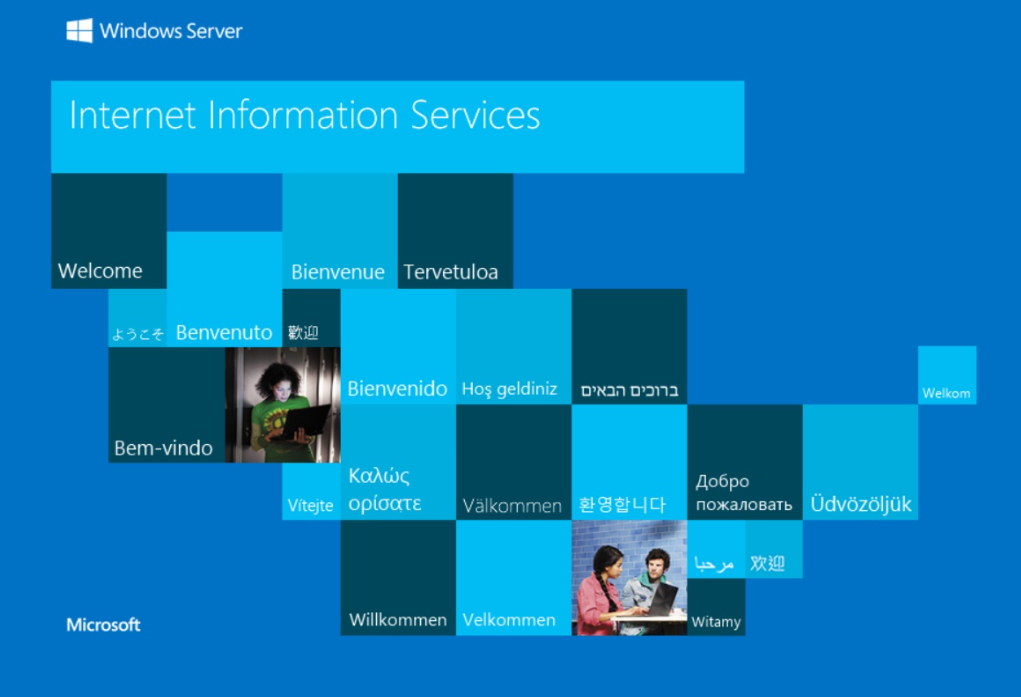 Windows Server
Internet Information Services
Welcome
Bienvenue
Tervetuloa
ようこそ
Benvenuto
歡迎
Bienvenido
Hoş geldiniz
ברוכים הבאים
Welkom
Bem-vindo
Vítejte
Καλώς
ορίσατε
Välkommen
환영합니다
Добро
пожаловать
Üdvözöljük
مرحبا
欢迎
Willkommen
Velkommen
Witamy
Microsoft